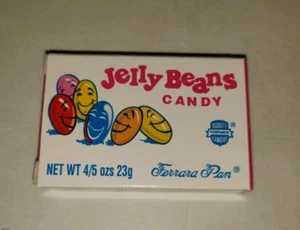 Jelly Beans
CANDY
NET WT 4/5 ozs 23g
Ferrara Pan®